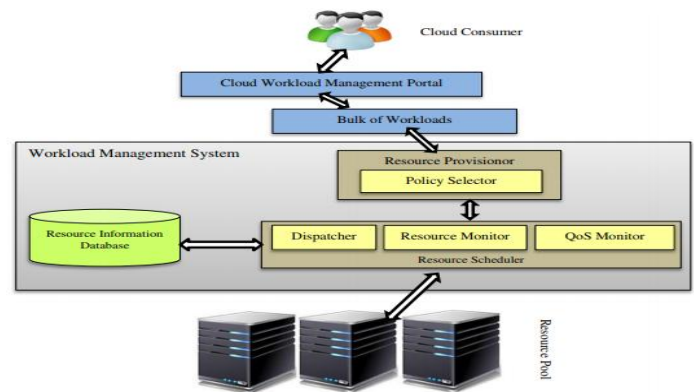 Cloud Consumer
Cloud Workload Management Portal
Bulk of Workloads
Workload Management System
Resource Provisionor
Policy Selector
Resource Information
Database
Dispatcher
Resource Monitor
QoS Monitor
Resource Scheduler
Resource Pool